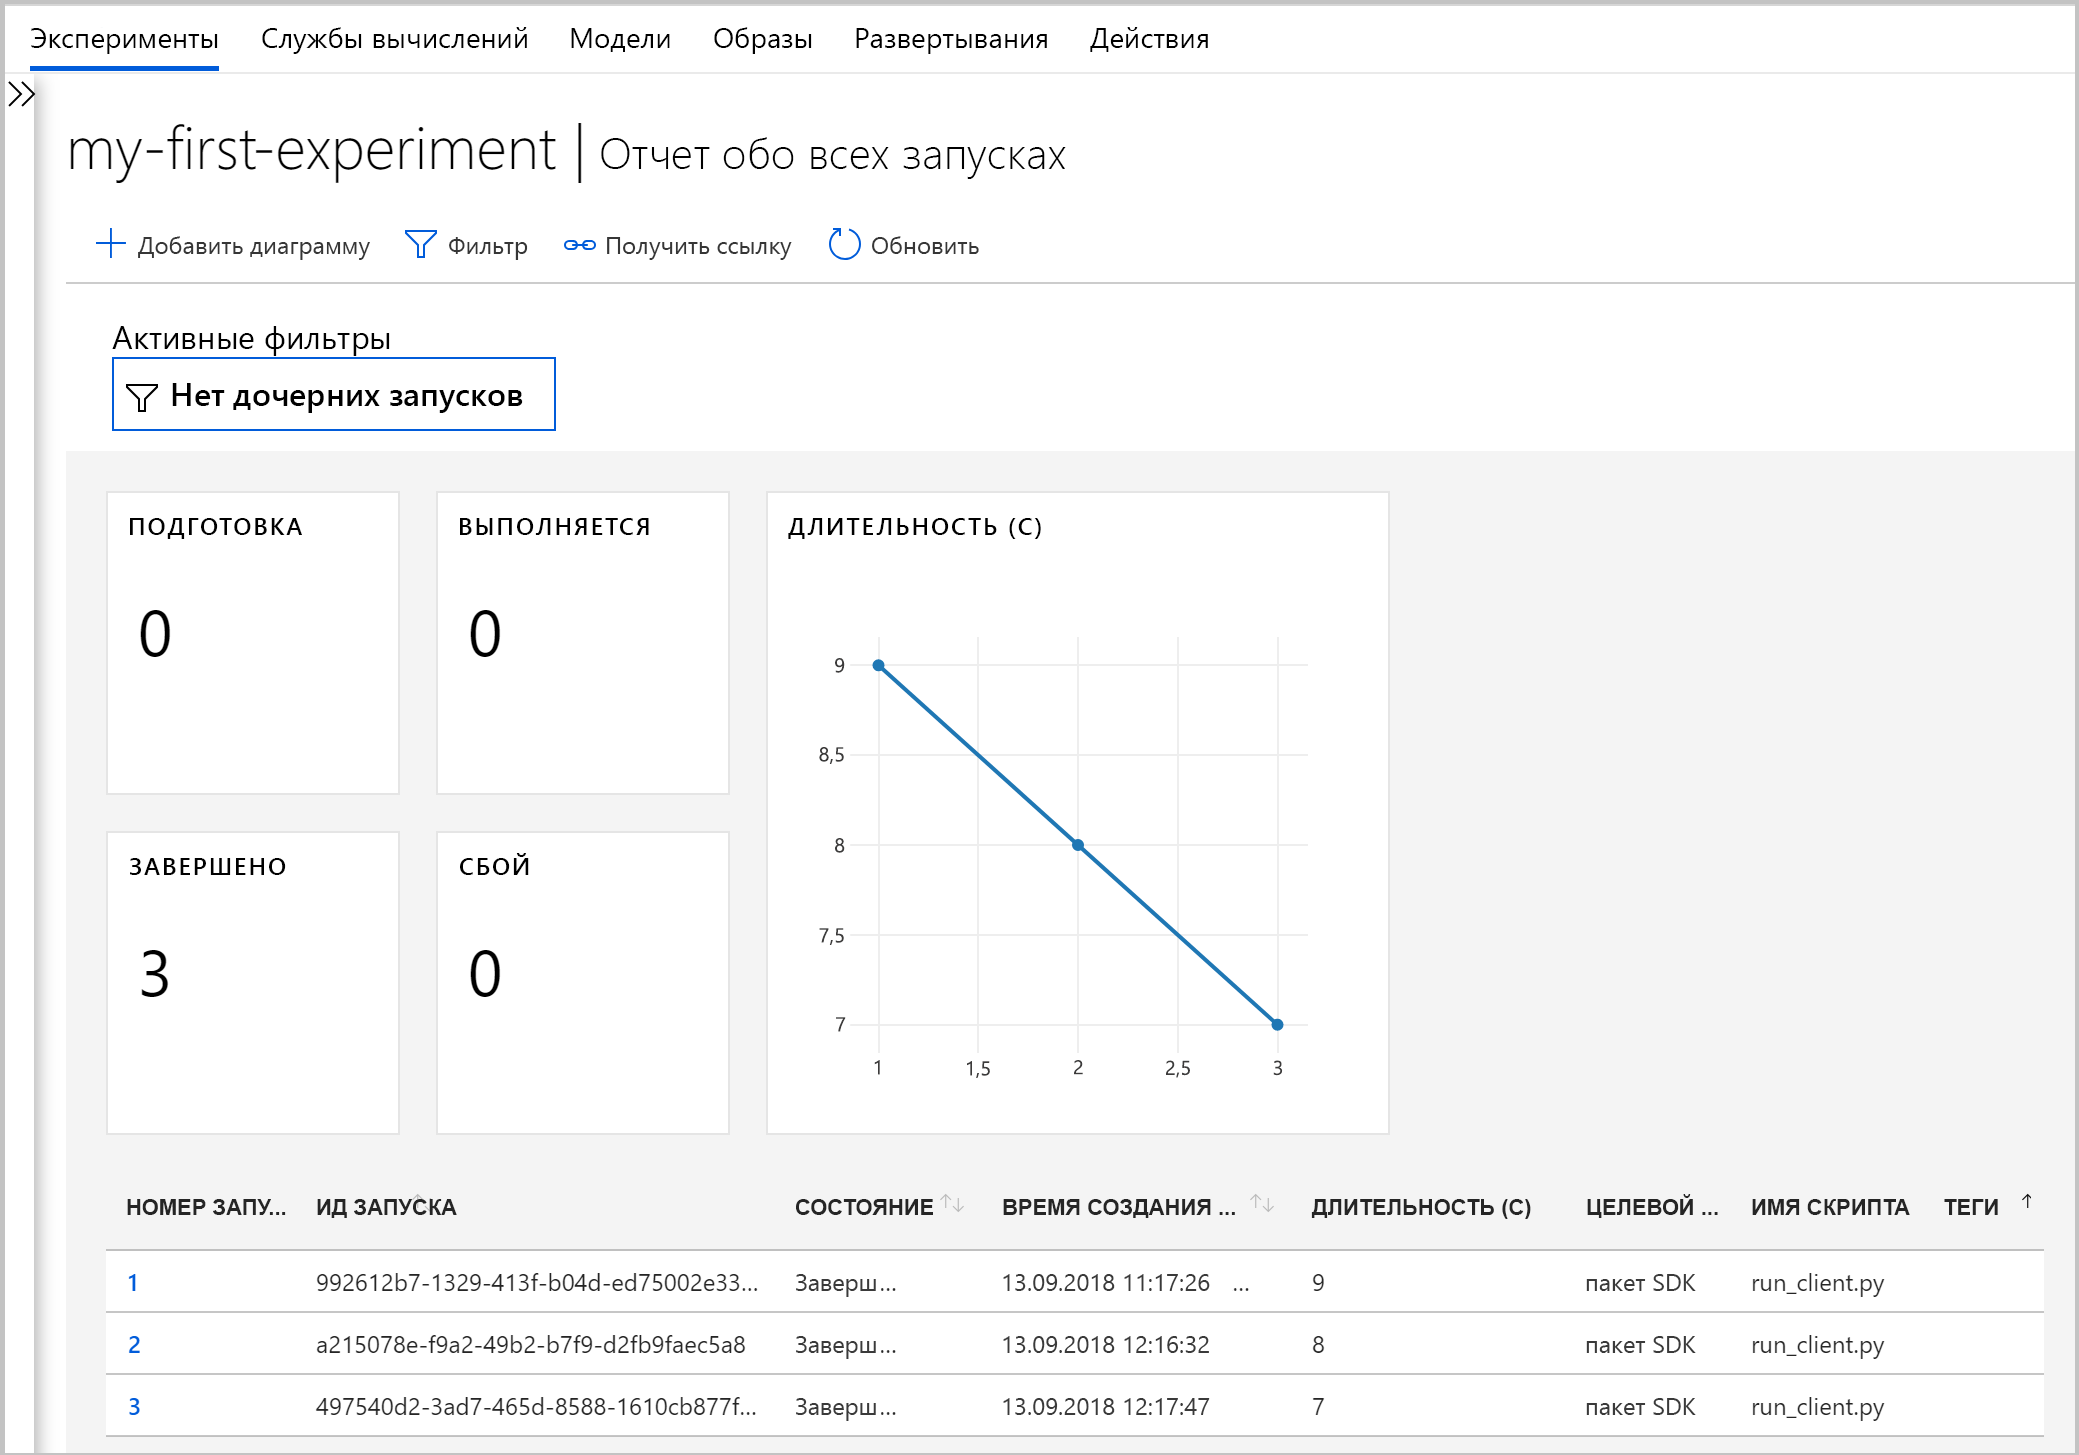 Эксперименты Службы вычислений Модели Образы Развертывания Действия
my-first-experiment | Отчет обо всех запусках
Добавить диаграмму Фильтр Получить ссылку Обновить
Активные фильтры
Нет дочерних запусков
ПОДГОТОВКА
0
ВЫПОЛНЯЕТСЯ
0
ЗАВЕРШЕНО
3
СБОЙ
0
ДЛИТЕЛЬНОСТЬ (С)
9
8,5
8
7,5
7
1 1,5 2 2,5 3
НОМЕР ЗАПУ... ИД ЗАПУСКА СОСТОЯНИЕ ВРЕМЯ СОЗДАНИЯ ... ДЛИТЕЛЬНОСТЬ (С) ЦЕЛЕВОЙ ... ИМЯ СКРИПТА ТЕГИ
1 992612b7-1329-413f-b04d-ed75002e33... Заверш... 13.09.2018 11:17:26 ... 9 пакет SDK run_client.py
2 a215078e-f9a2-49b2-b7f9-d2fb9faec5a8 Заверш... 13.09.2018 12:16:32 8 пакет SDK run_client.py
3 497540d2-3ad7-465d-8588-1610cb877f... Заверш... 13.09.2018 12:17:47 7 пакет SDK run_client.py